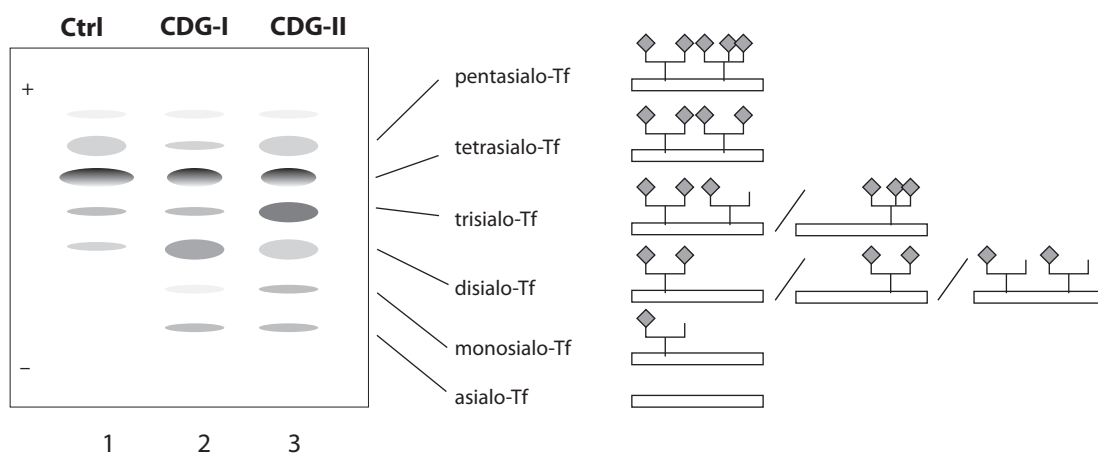 Ctrl CDG-I CDG-II
+
pentasialo-Tf
tetrasialo-Tf
trisialo-Tf
disialo-Tf
monosialo-Tf
–
asialo-Tf
1 2 3